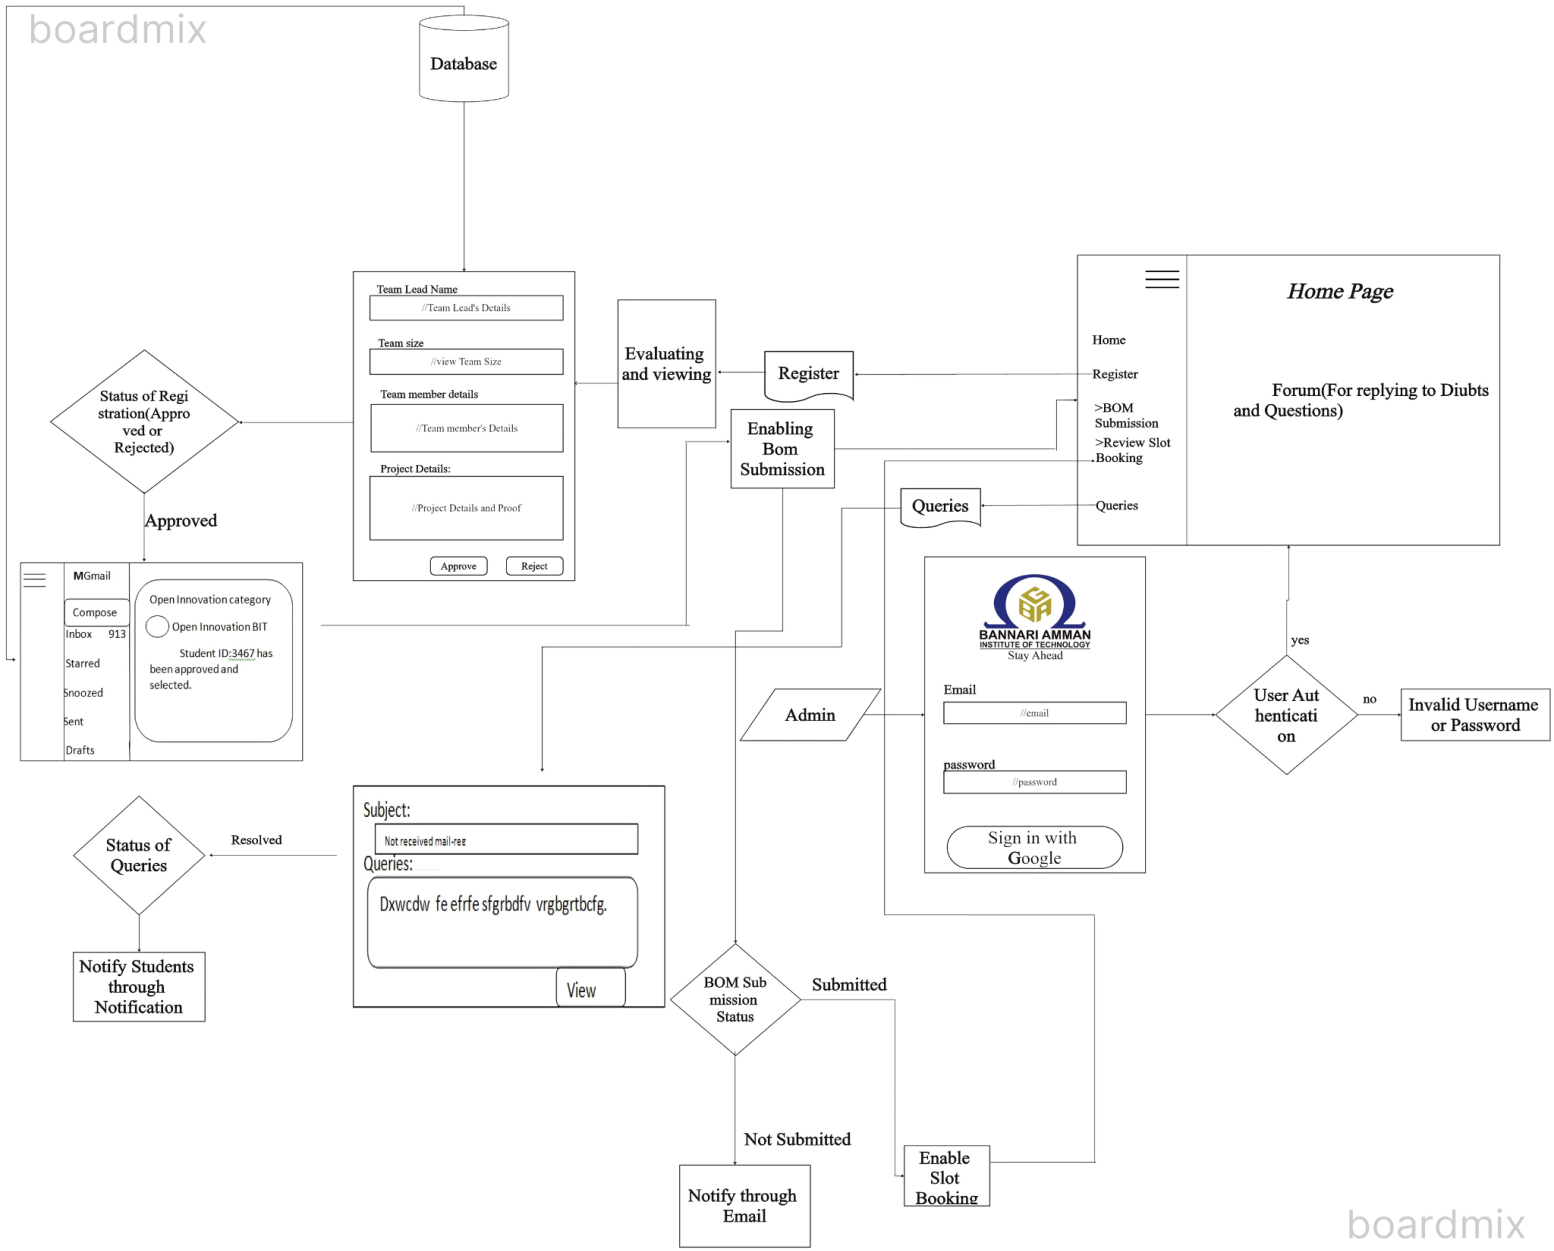 boardmix
Database
Team Lead Name
//Team Lead's Details
Team size
//view Team Size
Team member details
//Team member's Details
Project Details:
//Project Details and Proof
Approve
Reject
Evaluating
and viewing
Register
Enabling
Bom
Submission
Queries
Home Page
Home
Register
>BOM
Submission
>Review Slot
Booking
Queries
Forum(For replying to Diubts
and Questions)
Status of Regi
stration(Appro
ved or
Rejected)
Approved
MGmail
Compose
Inbox 913
Starred
Snoozed
Sent
Drafts
Open Innovation category
Open Innovation BIT
Student ID:3467 has
been approved and
selected.
GBA
BANNARI AMMAN
INSTITUTE OF TECHNOLOGY
Stay Ahead
Email
//email
password
//password
Sign in with
Google
Admin
yes
User Aut
henticati
on
no
Invalid Username
or Password
Subject:
Not received mail-reg
Queries:
Dxwcdw fe efrfe sfgrbdfv vrgbgrtbcfg.
View
Resolved
Status of
Queries
Notify Students
through
Notification
BOM Sub
mission
Status
Submitted
Not Submitted
Notify through
Email
Enable
Slot
Booking
boardmix